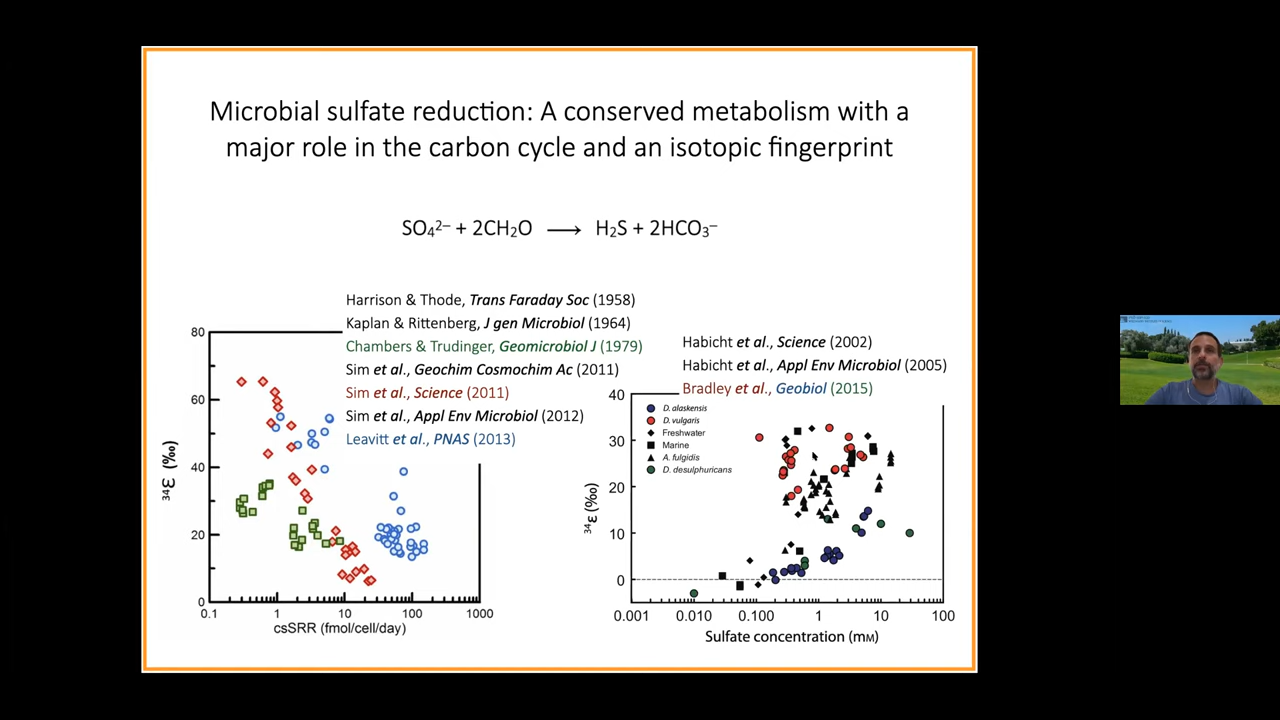 Microbial sulfate reduction: A conserved metabolism with a
major role in the carbon cycle and an isotopic fingerprint
SO₄²⁻ + 2CH₂O ⟶ H₂S + 2HCO₃⁻
Harrison & Thode, Trans Faraday Soc (1958)
Kaplan & Rittenberg, J gen Microbiol (1964)
Chambers & Trudinger, Geomicrobiol J (1979)
Sim et al., Geochim Cosmochim Ac (2011)
Sim et al., Science (2011)
Sim et al., Appl Env Microbiol (2012)
Leavitt et al., PNAS (2013)
80
60
40
20
0
³⁴ε (‰)
0.1 1 10 100 1000
csSRR (fmol/cell/day)
Habicht et al., Science (2002)
Habicht et al., Appl Env Microbiol (2005)
Bradley et al., Geobiol (2015)
40
30
20
10
0
³⁴ε (‰)
D. alaskensis
D. vulgaris
Freshwater
Marine
A. fulgidis
D. desulphuricans
0.001 0.010 0.100 1 10 100
Sulfate concentration (mM)